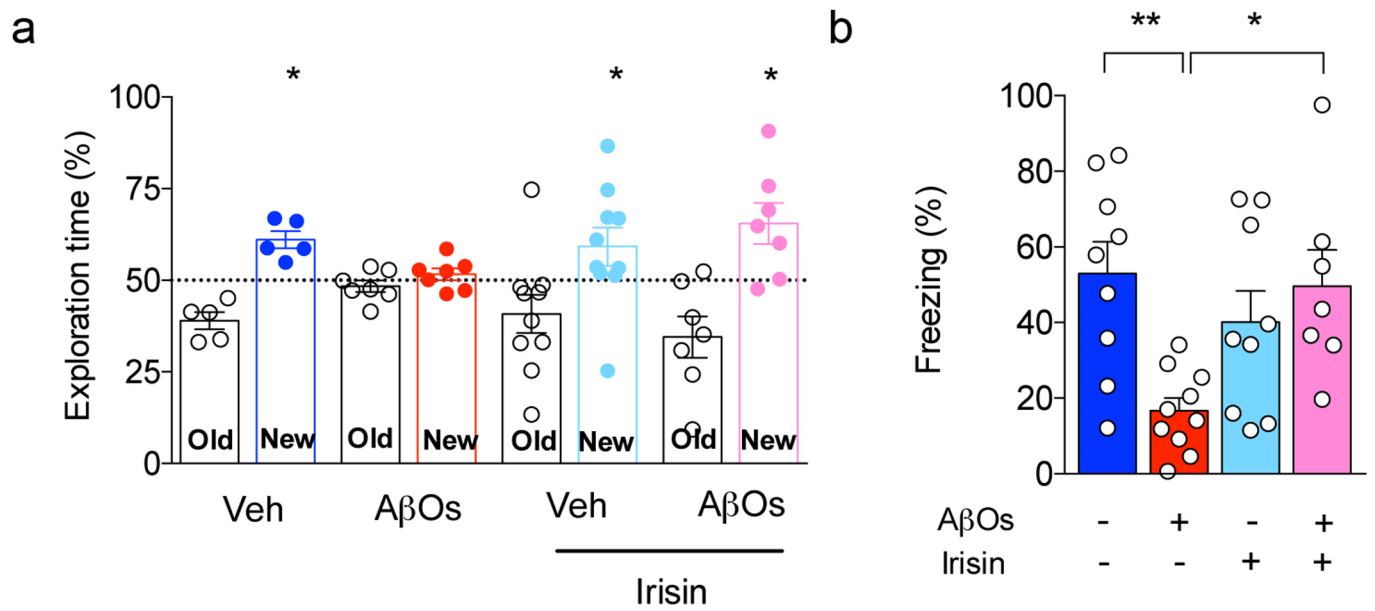 a
* * *
Exploration time (%)
100
75
50
25
0
Old New Old New Old New Old New
Veh AβOs Veh AβOs
Irisin
b
** *
Freezing (%)
100
80
60
40
20
0
AβOs - + - +
Irisin - - + +